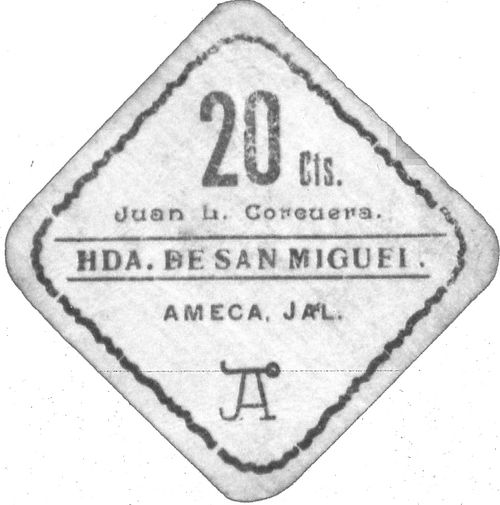 20 Cts.
Juan L. Corcuera.
HDA. DE SAN MIGUEL.
AMECA, JAL.